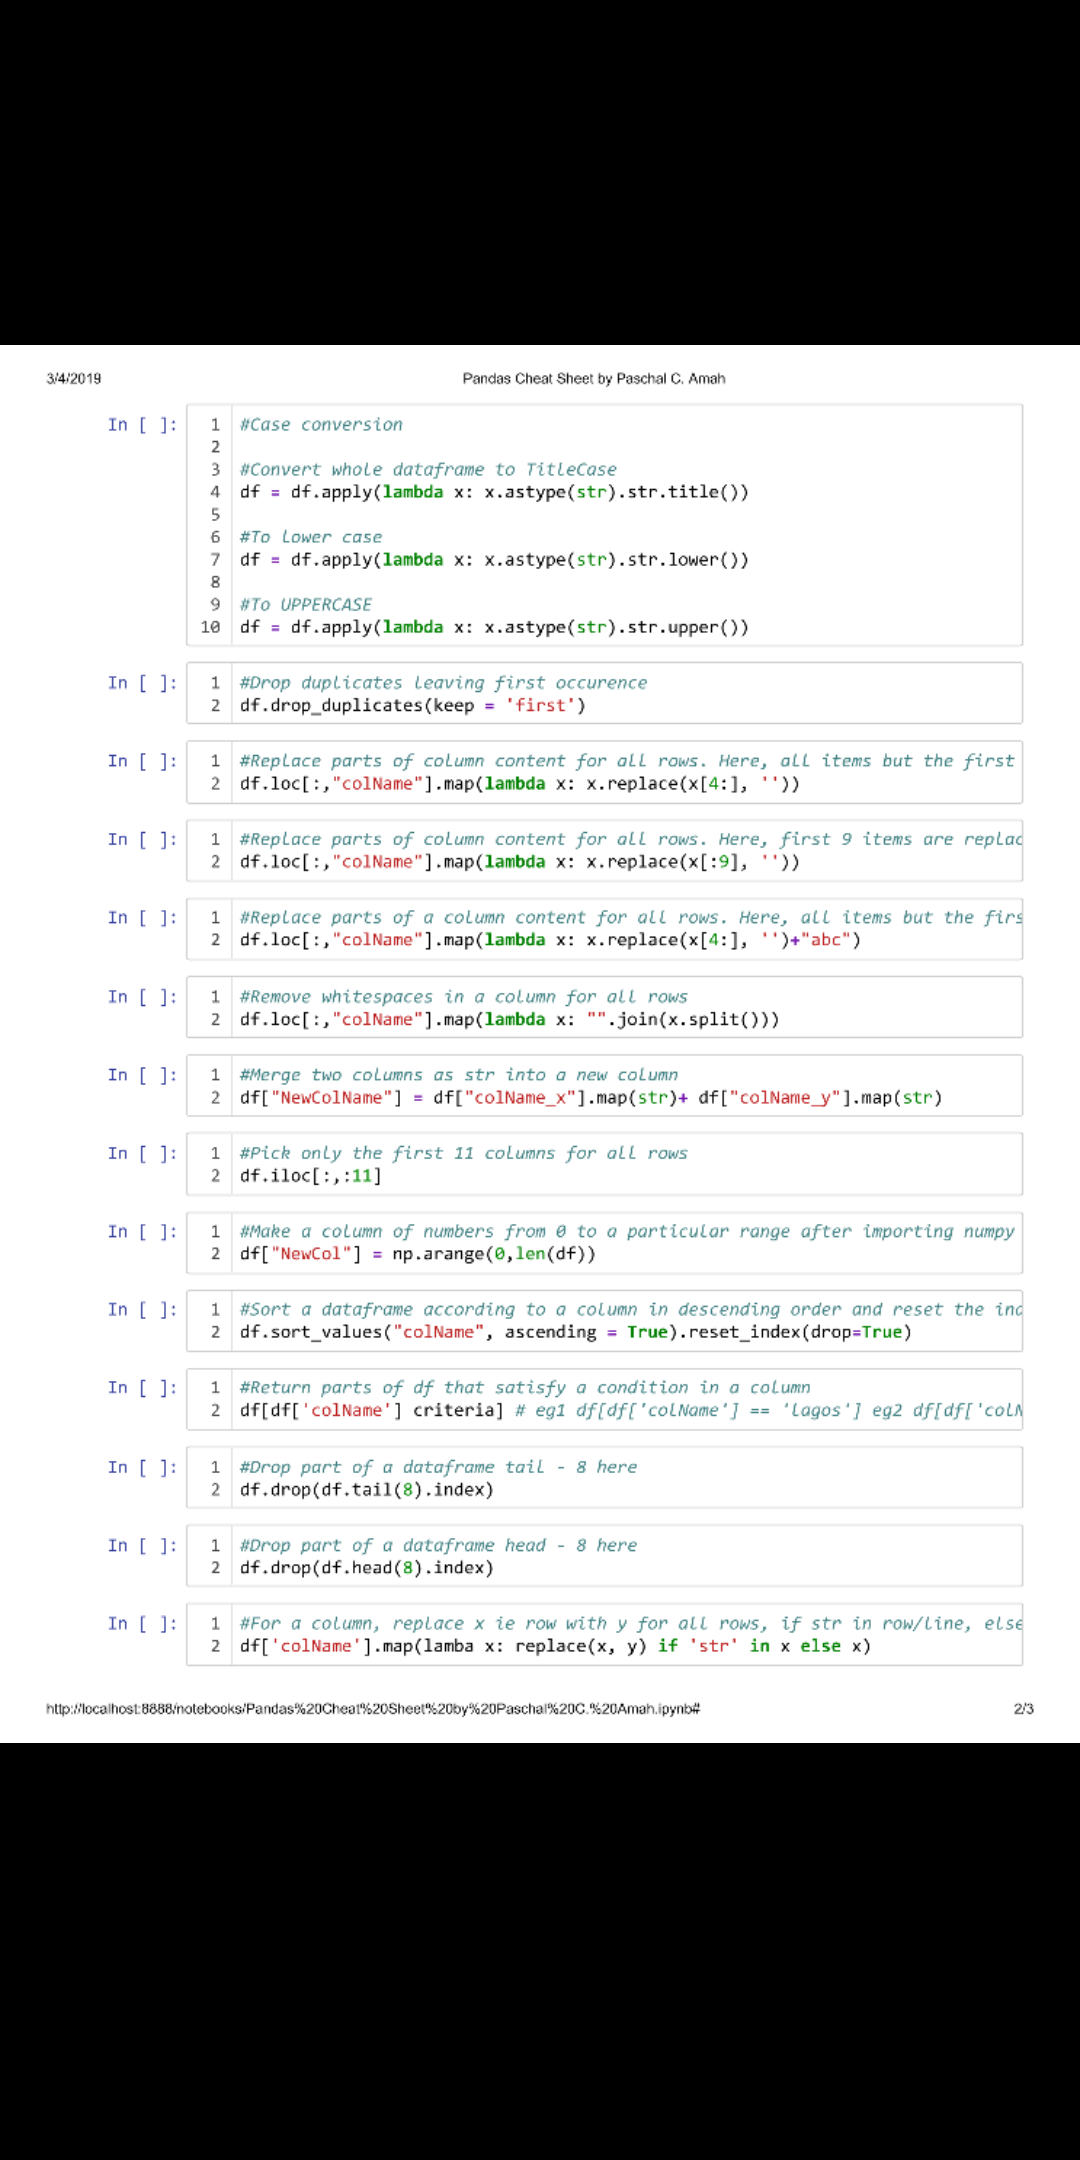 3/4/2019 Pandas Cheat Sheet by Paschal C. Amah
In [ ]: 1 #Case conversion
2
3 #Convert whole dataframe to TitleCase
4 df = df.apply(lambda x: x.astype(str).str.title())
5
6 #To Lower case
7 df = df.apply(lambda x: x.astype(str).str.lower())
8
9 #To UPPERCASE
10 df = df.apply(lambda x: x.astype(str).str.upper())
In [ ]: 1 #Drop duplicates leaving first occurence
2 df.drop_duplicates(keep = 'first')
In [ ]: 1 #Replace parts of column content for all rows. Here, all items but the first
2 df.loc[:,"colName"].map(lambda x: x.replace(x[4:], ''))
In [ ]: 1 #Replace parts of column content for all rows. Here, first 9 items are replac
2 df.loc[:,"colName"].map(lambda x: x.replace(x[:9], ''))
In [ ]: 1 #Replace parts of a column content for all rows. Here, all items but the firs
2 df.loc[:,"colName"].map(lambda x: x.replace(x[4:], '')+"abc")
In [ ]: 1 #Remove whitespaces in a column for all rows
2 df.loc[:,"colName"].map(lambda x: "".join(x.split()))
In [ ]: 1 #Merge two columns as str into a new column
2 df["NewColName"] = df["colName_x"].map(str)+ df["colName_y"].map(str)
In [ ]: 1 #Pick only the first 11 columns for all rows
2 df.iloc[:,:11]
In [ ]: 1 #Make a column of numbers from 0 to a particular range after importing numpy
2 df["NewCol"] = np.arange(0,len(df))
In [ ]: 1 #Sort a dataframe according to a column in descending order and reset the ind
2 df.sort_values("colName", ascending = True).reset_index(drop=True)
In [ ]: 1 #Return parts of df that satisfy a condition in a column
2 df[df['colName'] criteria] # eg1 df[df['colName'] == 'Lagos'] eg2 df[df['colN
In [ ]: 1 #Drop part of a dataframe tail - 8 here
2 df.drop(df.tail(8).index)
In [ ]: 1 #Drop part of a dataframe head - 8 here
2 df.drop(df.head(8).index)
In [ ]: 1 #For a column, replace x ie row with y for all rows, if str in row/line, else
2 df['colName'].map(lamba x: replace(x, y) if 'str' in x else x)
http://localhost:8888/notebooks/Pandas%20Cheat%20Sheet%20by%20Paschal%20C.%20Amah.ipynb# 2/3